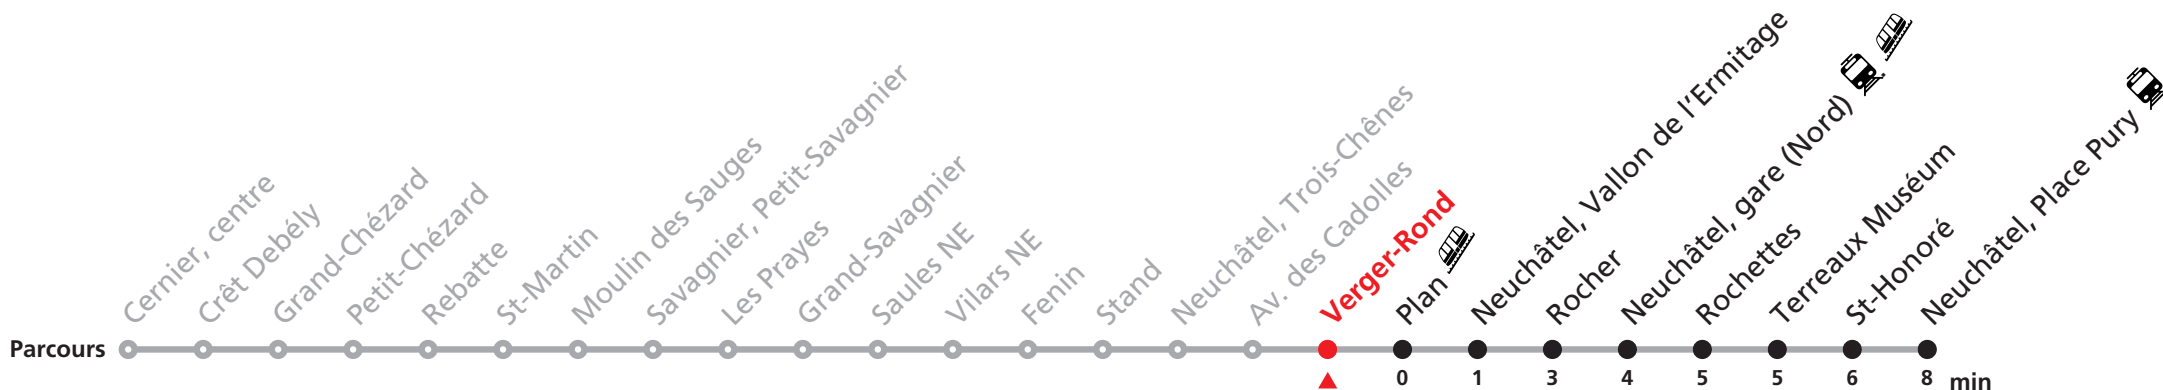 Cernier, centre
Crêt Debély
Grand-Chézard
Petit-Chézard
Rebatte
St-Martin
Moulin des Sauges
Savagnier, Petit-Savagnier
Les Prayes
Grand-Savagnier
Saules NE
Vilars NE
Fenin
Stand
Neuchâtel, Trois-Chênes
Av. des Cadolles
Verger-Rond
Plan
Neuchâtel, Vallon de l'Ermitage
Rocher
Neuchâtel, gare (Nord)
Rochettes
Terreaux Muséum
St-Honoré
Neuchâtel, Place Pury
Parcours
0 1 3 4 5 5 6 8 min